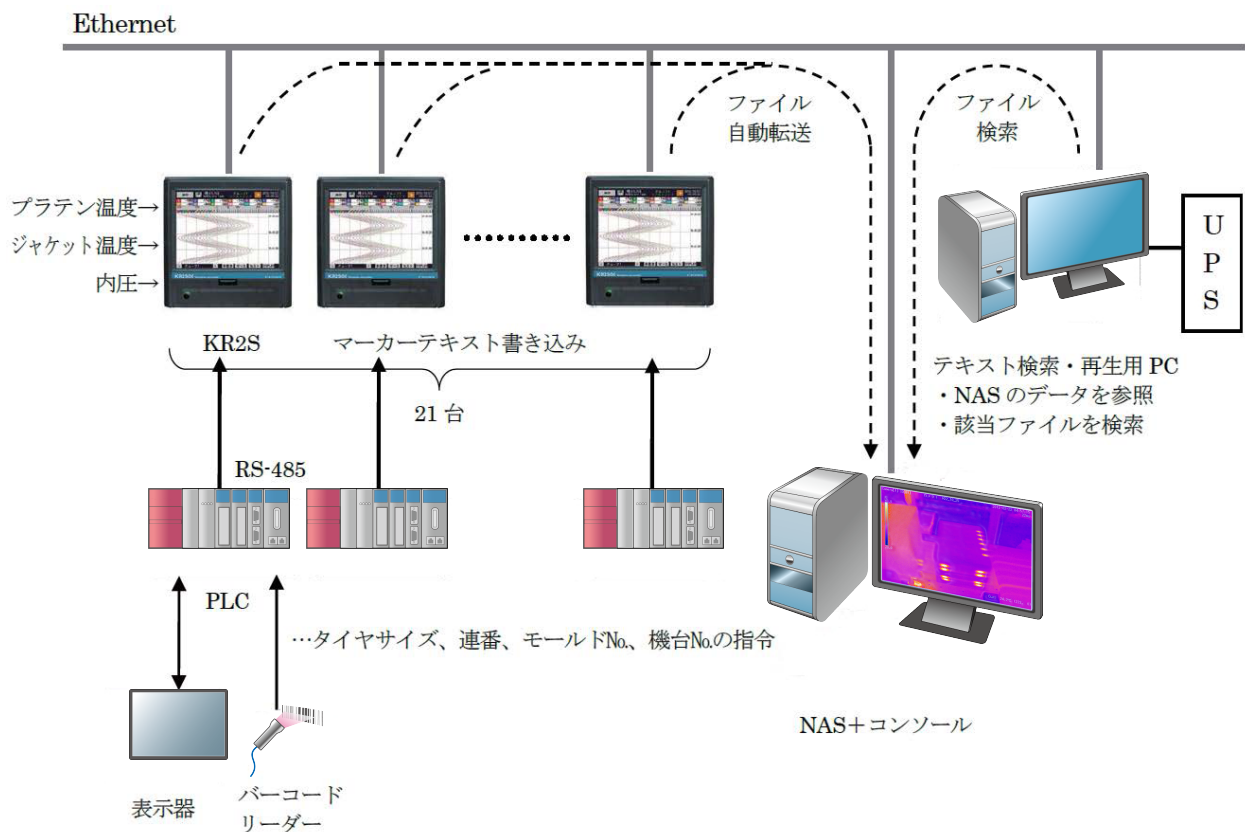 Ethernet
ファイル
自動転送
ファイル
検索
プラテン温度→
ジャケット温度→
内圧→
U
P
S
KR2S
マーカーテキスト書き込み
21 台
テキスト検索・再生用 PC
・NAS のデータを参照
・該当ファイルを検索
RS-485
PLC
…タイヤサイズ、連番、モールド№、機台№の指令
NAS+コンソール
表示器
バーコード
リーダー